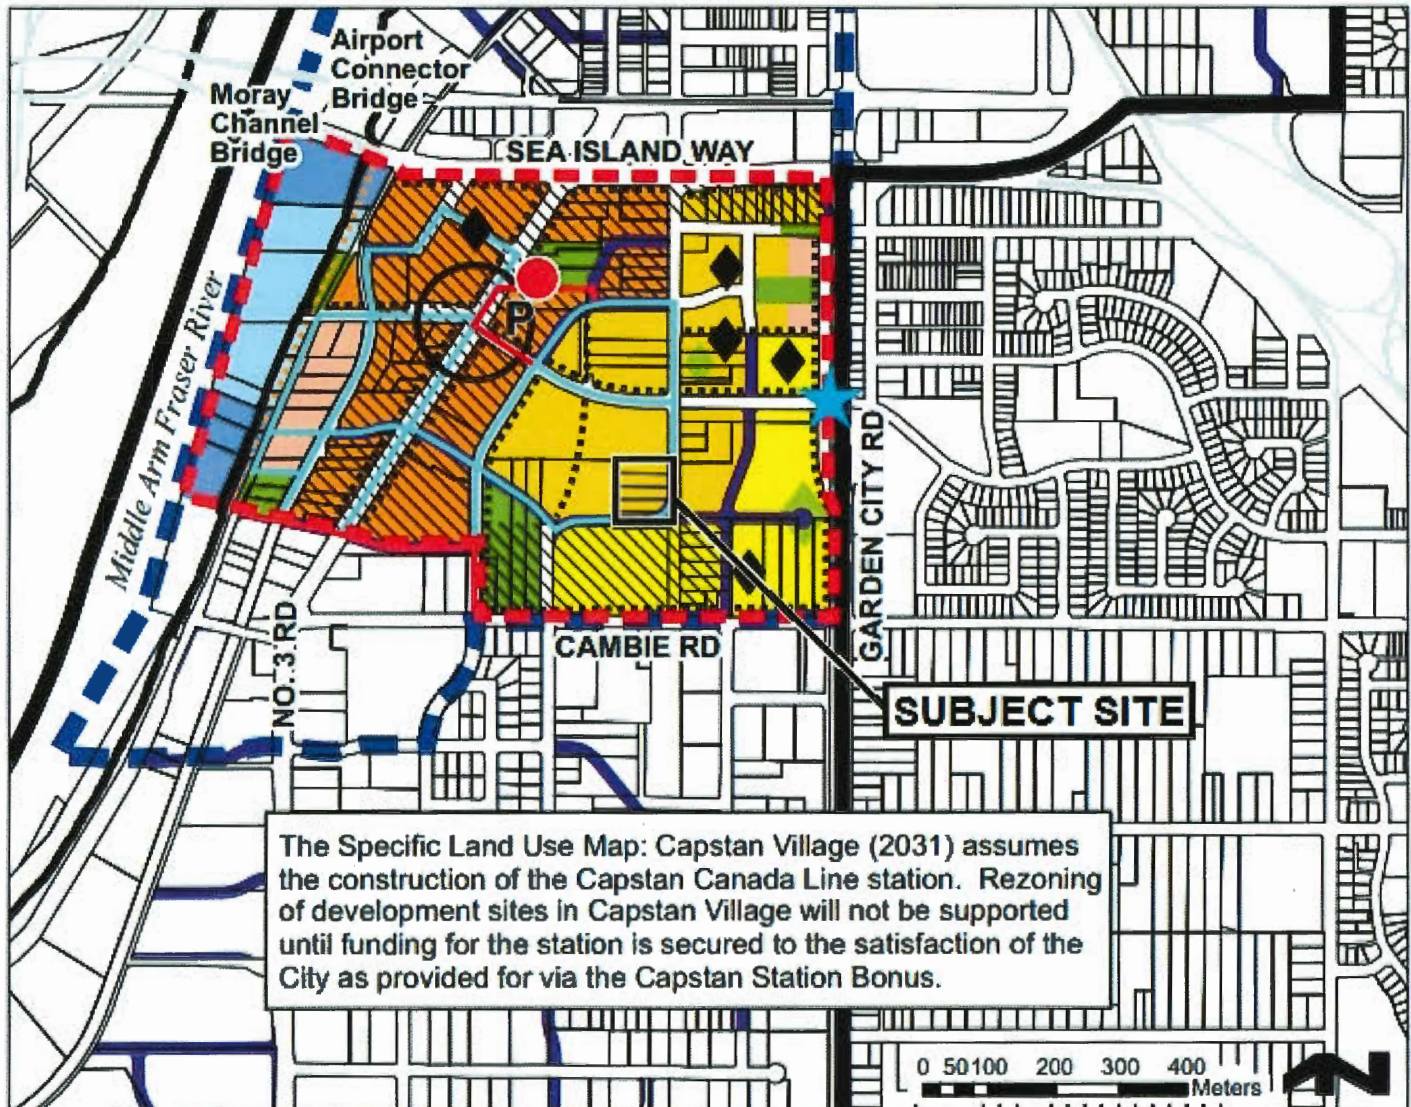 Airport
Connector
Bridge
Moray
Channel
Bridge
SEA ISLAND WAY
P
Middle Arm Fraser River
GARDEN CITY RD
NO. 3 RD
CAMBIE RD
SUBJECT SITE
The Specific Land Use Map: Capstan Village (2031) assumes
the construction of the Capstan Canada Line station. Rezoning
of development sites in Capstan Village will not be supported
until funding for the station is secured to the satisfaction of the
City as provided for via the Capstan Station Bonus.
0 50 100 200 300 400
Meters